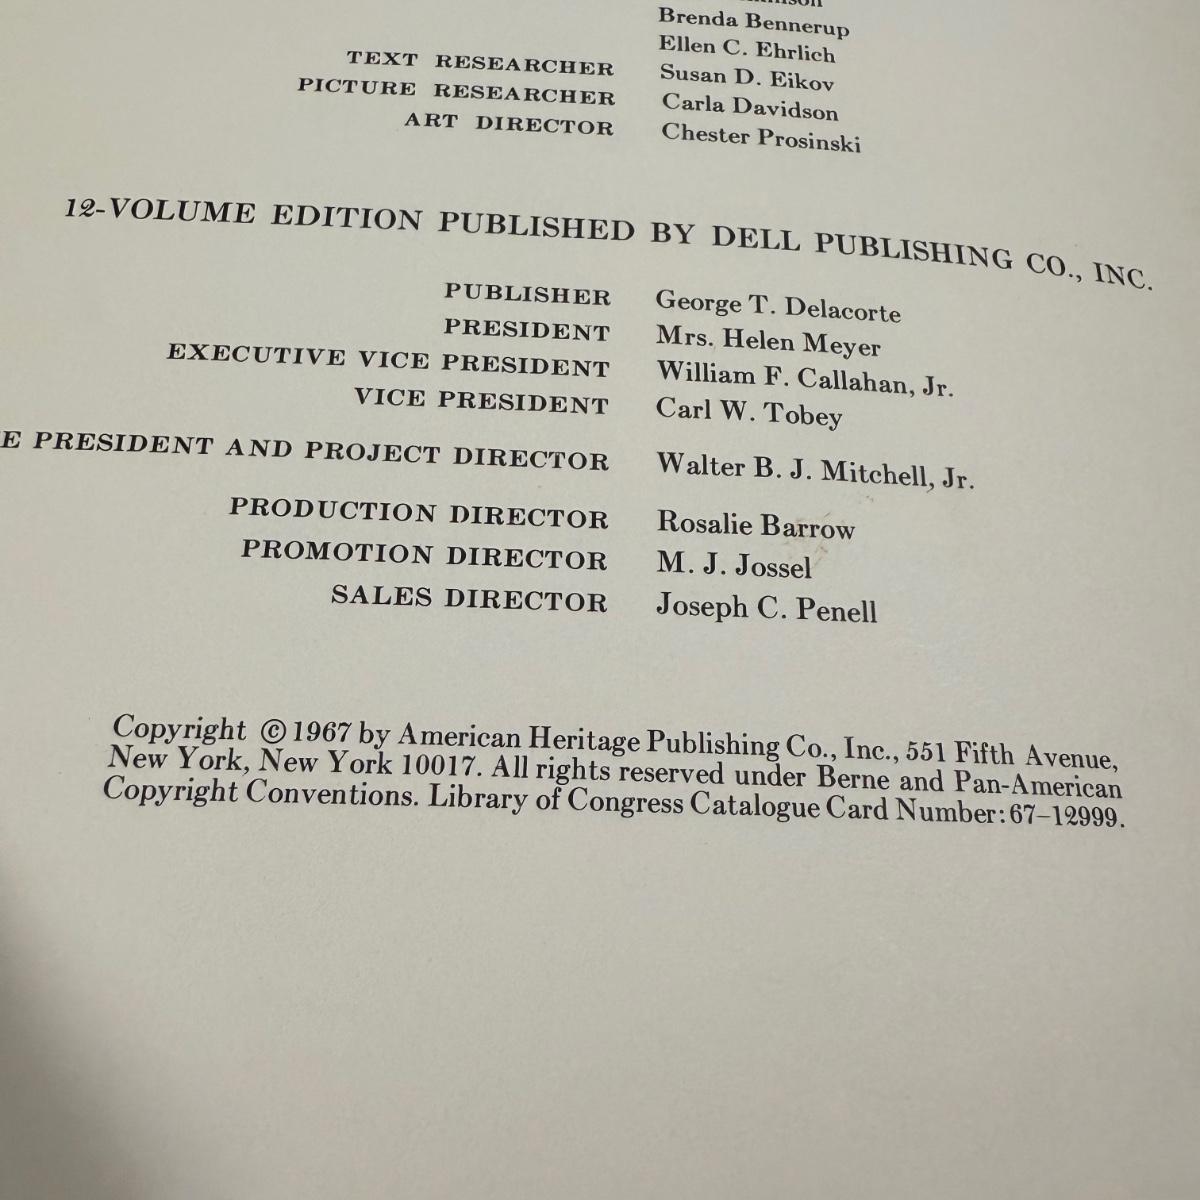 Brenda Bennerup
Ellen C. Ehrlich
TEXT RESEARCHER Susan D. Eikov
PICTURE RESEARCHER Carla Davidson
ART DIRECTOR Chester Prosinski
12-VOLUME EDITION PUBLISHED BY DELL PUBLISHING CO., INC.
PUBLISHER George T. Delacorte
PRESIDENT Mrs. Helen Meyer
EXECUTIVE VICE PRESIDENT William F. Callahan, Jr.
VICE PRESIDENT Carl W. Tobey
PRESIDENT AND PROJECT DIRECTOR Walter B. J. Mitchell, Jr.
PRODUCTION DIRECTOR Rosalie Barrow
PROMOTION DIRECTOR M. J. Jossel
SALES DIRECTOR Joseph C. Penell
Copyright © 1967 by American Heritage Publishing Co., Inc., 551 Fifth Avenue,
New York, New York 10017. All rights reserved under Berne and Pan-American
Copyright Conventions. Library of Congress Catalogue Card Number: 67–12999.